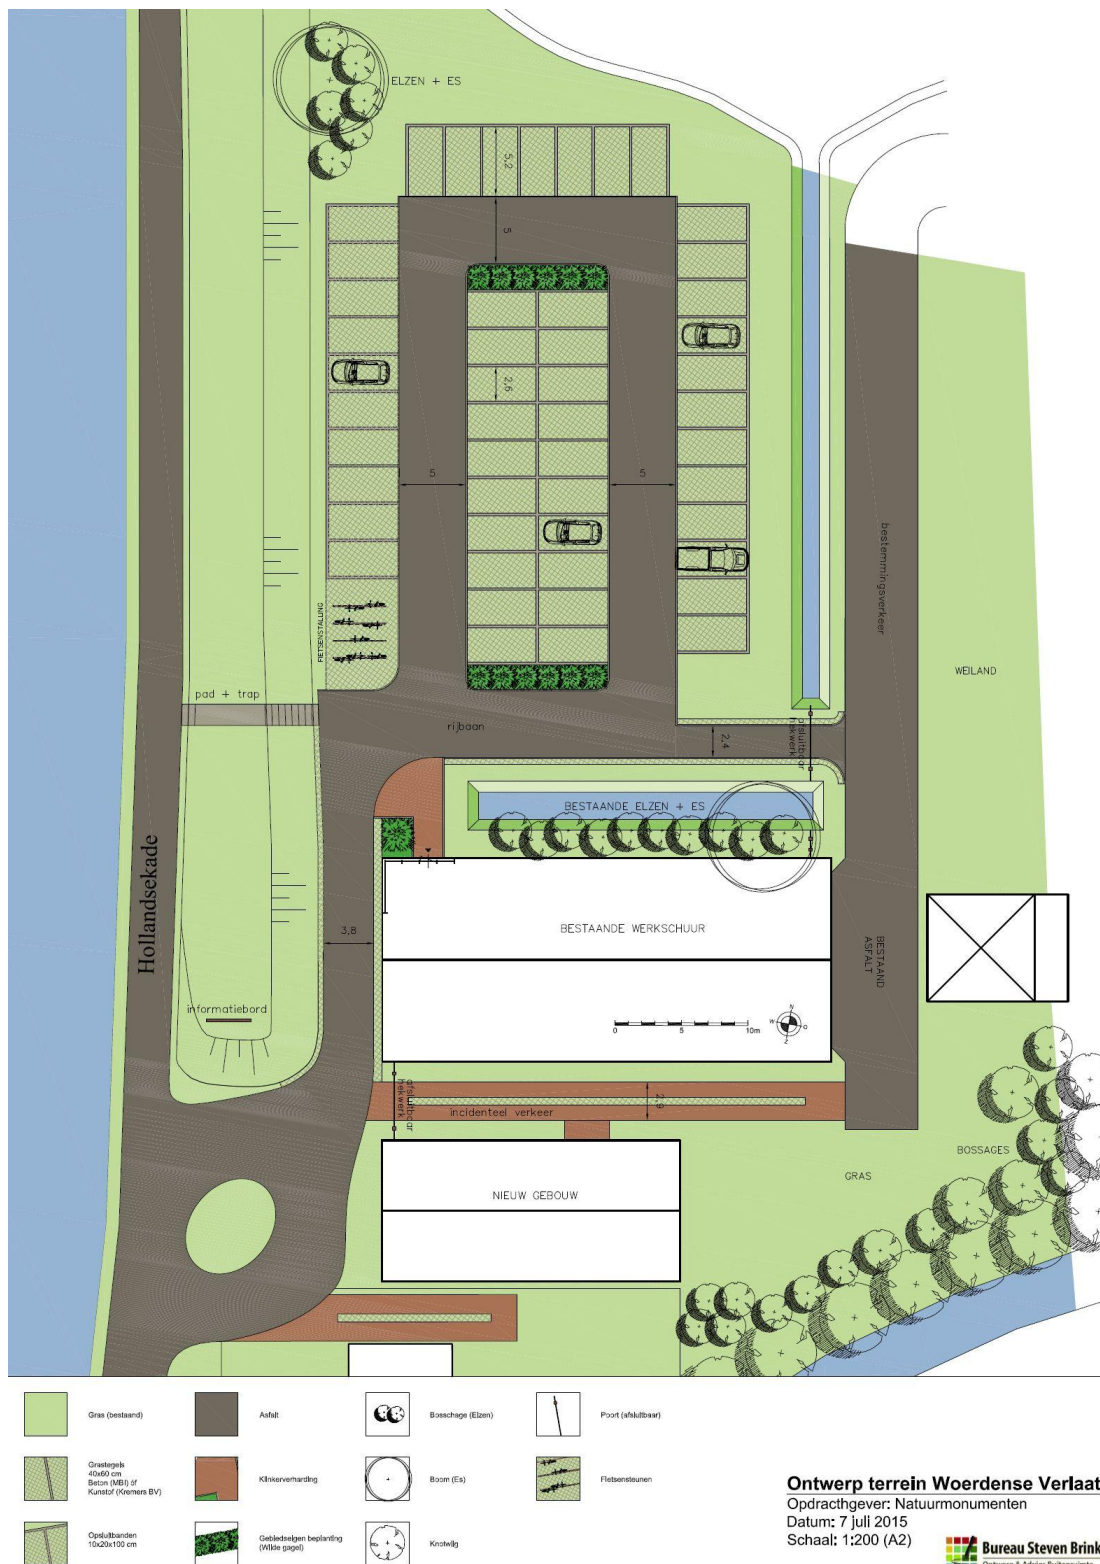 ELZEN + ES
5,2
5
2,6
5
5
bestemmingsverkeer
FIETSENSTALLING
WEILAND
pad + trap
rijbaan
2,4
afsluitbaar
hekwerk
BESTAANDE ELZEN + ES
Hollandsekade
3,8
BESTAANDE WERKSCHUUR
BESTAAND
ASFALT
informatiebord
N
W
O
Z
0
5
10m
afsluitbaar
hekwerk
incidenteel verkeer
2,9
BOSSAGES
GRAS
NIEUW GEBOUW
Gras (bestaand)
Asfalt
Bosschage (Elzen)
Poort (afsluitbaar)
Grastegels
40x60 cm
Beton (MBI) óf
Kunstof (Kremers BV)
Klinkerverharding
Boom (Es)
Fietsensteunen
Opsluitbanden
10x20x100 cm
Gebiedseigen beplanting
(Wilde gagel)
Knotwilg
Ontwerp terrein Woerdense Verlaat
Opdracthgever: Natuurmonumenten
Datum: 7 juli 2015
Schaal: 1:200 (A2)
Bureau Steven Brink
Ontwerp & Advies Buitenruimte